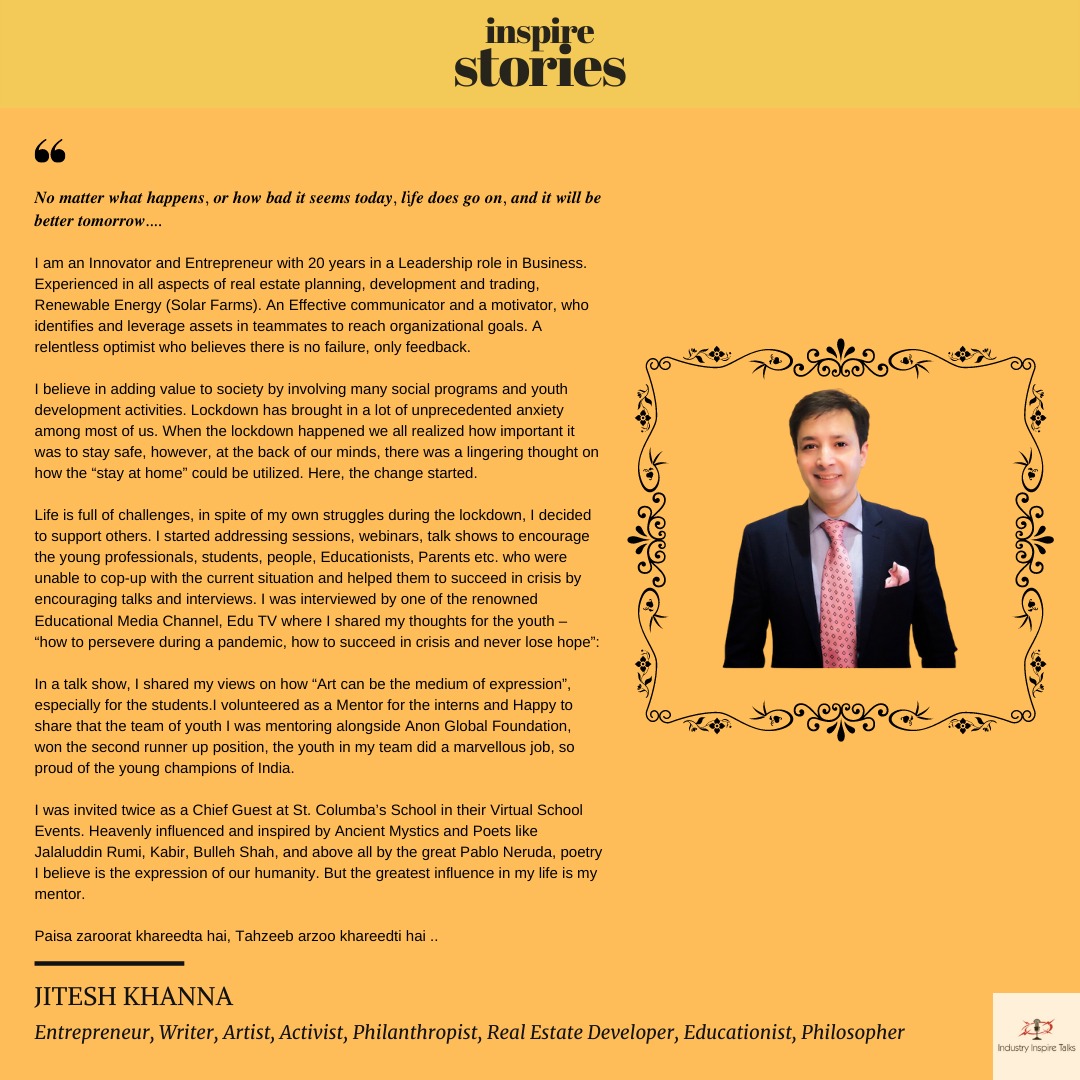 inspire
stories
“
No matter what happens, or how bad it seems today, life does go on, and it will be
better tomorrow....
I am an Innovator and Entrepreneur with 20 years in a Leadership role in Business.
Experienced in all aspects of real estate planning, development and trading,
Renewable Energy (Solar Farms). An Effective communicator and a motivator, who
identifies and leverage assets in teammates to reach organizational goals. A
relentless optimist who believes there is no failure, only feedback.
I believe in adding value to society by involving many social programs and youth
development activities. Lockdown has brought in a lot of unprecedented anxiety
among most of us. When the lockdown happened we all realized how important it
was to stay safe, however, at the back of our minds, there was a lingering thought on
how the “stay at home” could be utilized. Here, the change started.
Life is full of challenges, in spite of my own struggles during the lockdown, I decided
to support others. I started addressing sessions, webinars, talk shows to encourage
the young professionals, students, people, Educationists, Parents etc. who were
unable to cop-up with the current situation and helped them to succeed in crisis by
encouraging talks and interviews. I was interviewed by one of the renowned
Educational Media Channel, Edu TV where I shared my thoughts for the youth –
“how to persevere during a pandemic, how to succeed in crisis and never lose hope”:
In a talk show, I shared my views on how “Art can be the medium of expression”,
especially for the students.I volunteered as a Mentor for the interns and Happy to
share that the team of youth I was mentoring alongside Anon Global Foundation,
won the second runner up position, the youth in my team did a marvellous job, so
proud of the young champions of India.
I was invited twice as a Chief Guest at St. Columba’s School in their Virtual School
Events. Heavenly influenced and inspired by Ancient Mystics and Poets like
Jalaluddin Rumi, Kabir, Bulleh Shah, and above all by the great Pablo Neruda, poetry
I believe is the expression of our humanity. But the greatest influence in my life is my
mentor.
Paisa zaroorat khareedta hai, Tahzeeb arzoo khareedti hai ..
JITESH KHANNA
Entrepreneur, Writer, Artist, Activist, Philanthropist, Real Estate Developer, Educationist, Philosopher
Industry Inspire Talks